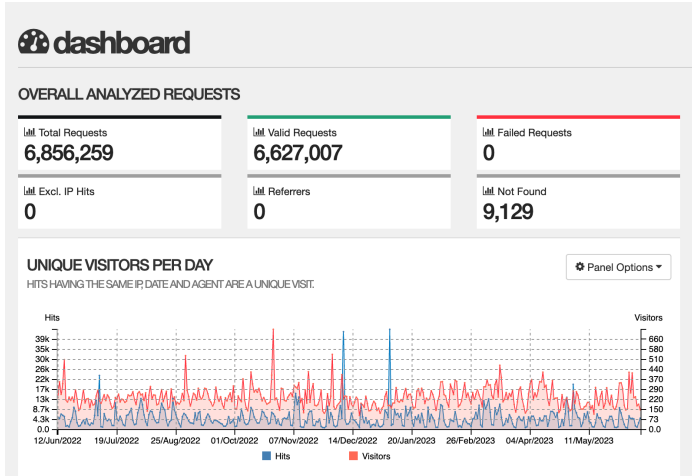 dashboard
OVERALL ANALYZED REQUESTS
Total Requests
6,856,259
Valid Requests
6,627,007
Failed Requests
0
Excl. IP Hits
0
Referrers
0
Not Found
9,129
UNIQUE VISITORS PER DAY
Panel Options
HITS HAVING THE SAME IP, DATE AND AGENT ARE A UNIQUE VISIT.
Hits
Visitors
39k
35k
30k
26k
22k
17k
13k
8.7k
4.3k
0.0
660
580
510
440
370
290
220
150
73
0.0
12/Jun/2022 19/Jul/2022 25/Aug/2022 01/Oct/2022 07/Nov/2022 14/Dec/2022 20/Jan/2023 26/Feb/2023 04/Apr/2023 11/May/2023
Hits Visitors